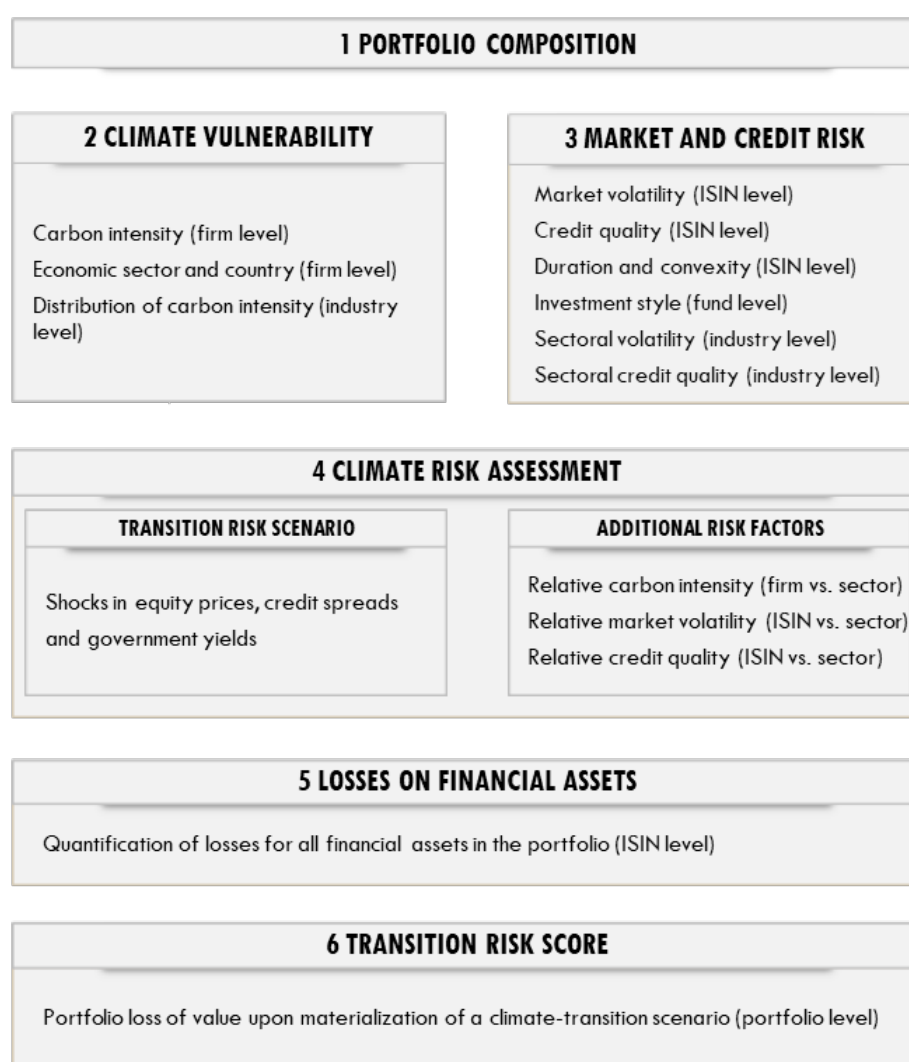 1 PORTFOLIO COMPOSITION
2 CLIMATE VULNERABILITY
Carbon intensity (firm level)
Economic sector and country (firm level)
Distribution of carbon intensity (industry
level)
3 MARKET AND CREDIT RISK
Market volatility (ISIN level)
Credit quality (ISIN level)
Duration and convexity (ISIN level)
Investment style (fund level)
Sectoral volatility (industry level)
Sectoral credit quality (industry level)
4 CLIMATE RISK ASSESSMENT
TRANSITION RISK SCENARIO
Shocks in equity prices, credit spreads
and government yields
ADDITIONAL RISK FACTORS
Relative carbon intensity (firm vs. sector)
Relative market volatility (ISIN vs. sector)
Relative credit quality (ISIN vs. sector)
5 LOSSES ON FINANCIAL ASSETS
Quantification of losses for all financial assets in the portfolio (ISIN level)
6 TRANSITION RISK SCORE
Portfolio loss of value upon materialization of a climate-transition scenario (portfolio level)